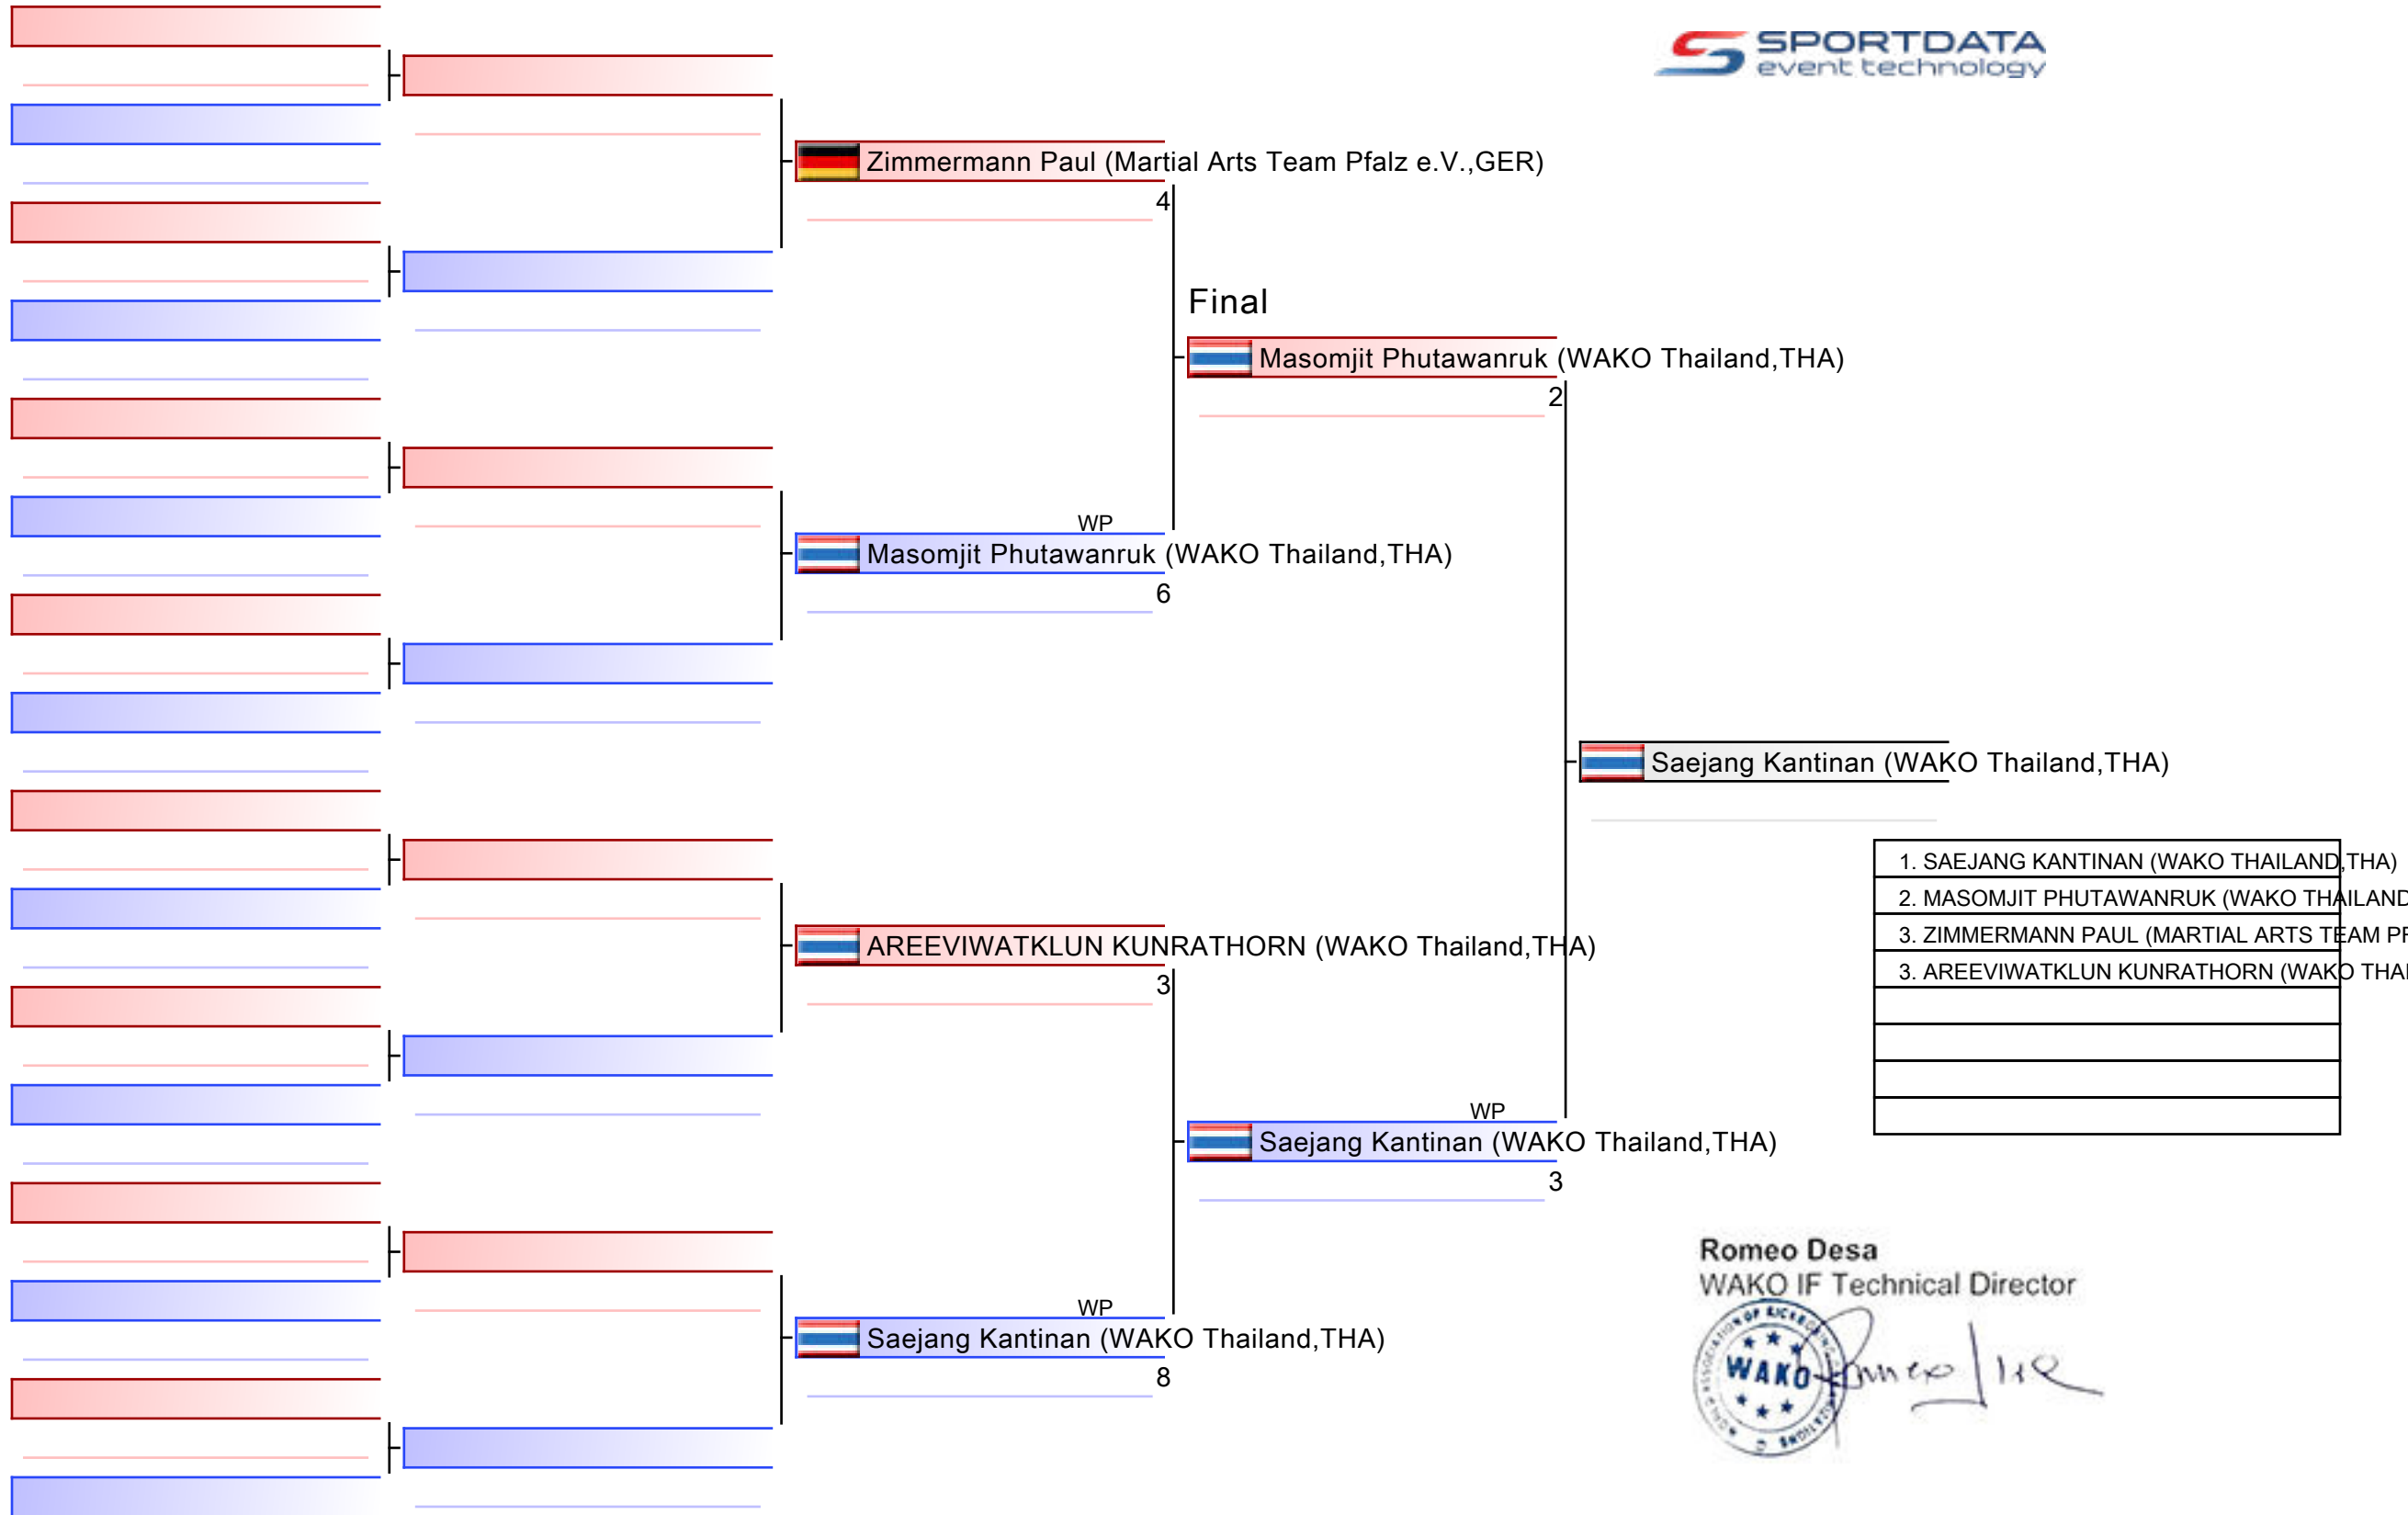 SPORTDATA
event technology
Zimmermann Paul (Martial Arts Team Pfalz e.V.,GER)
4
Final
Masomjit Phutawanruk (WAKO Thailand,THA)
2
WP
Masomjit Phutawanruk (WAKO Thailand,THA)
6
Saejang Kantinan (WAKO Thailand,THA)
1. SAEJANG KANTINAN (WAKO THAILAND,THA)
2. MASOMJIT PHUTAWANRUK (WAKO THAILAND
3. ZIMMERMANN PAUL (MARTIAL ARTS TEAM
3. AREEVIWATKLUN KUNRATHORN (WAKO
AREEVIWATKLUN KUNRATHORN (WAKO Thailand,THA)
3
WP
Saejang Kantinan (WAKO Thailand,THA)
3
WP
Saejang Kantinan (WAKO Thailand,THA)
8
Romeo Desa
WAKO IF Technical Director
WAKO